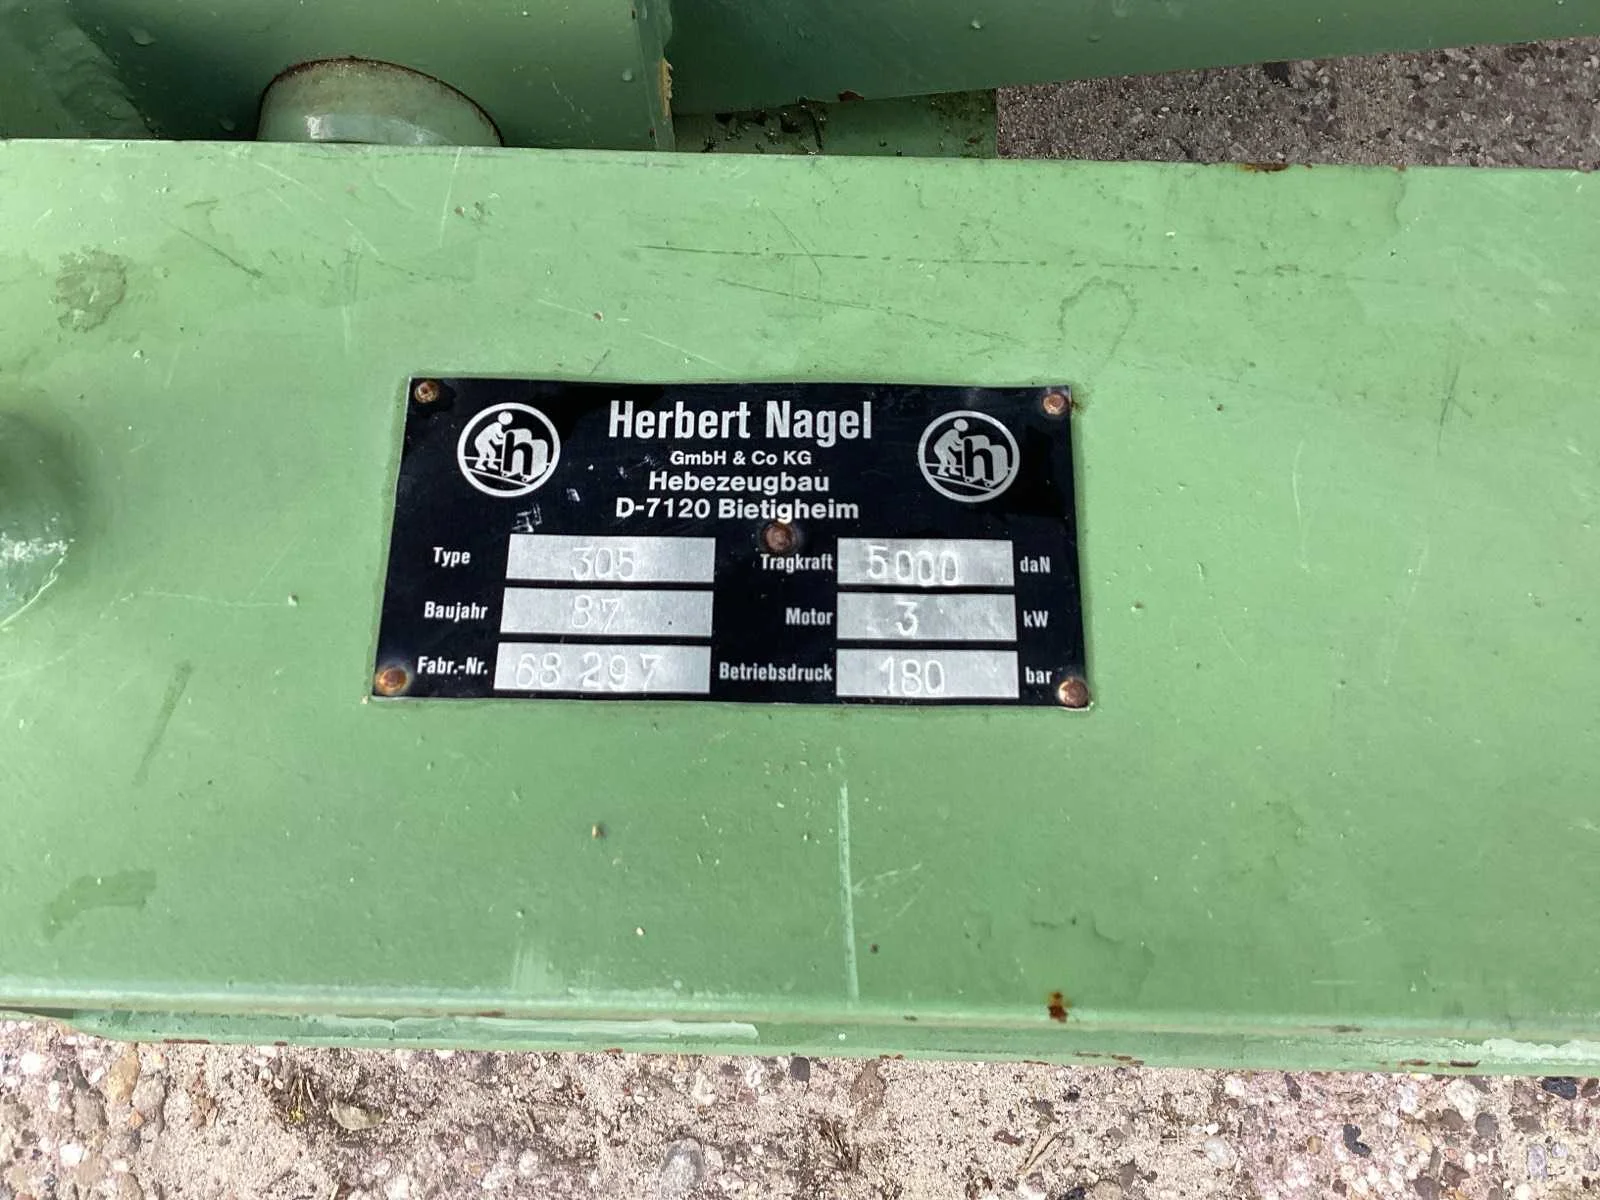 h
Herbert Nagel
GmbH & Co KG
Hebezeugbau
D-7120 Bietigheim
h
Type 305
Tragkraft 5000 daN
Baujahr 87
Motor 3 kW
Fabr.-Nr. 68 297
Betriebsdruck 180 bar